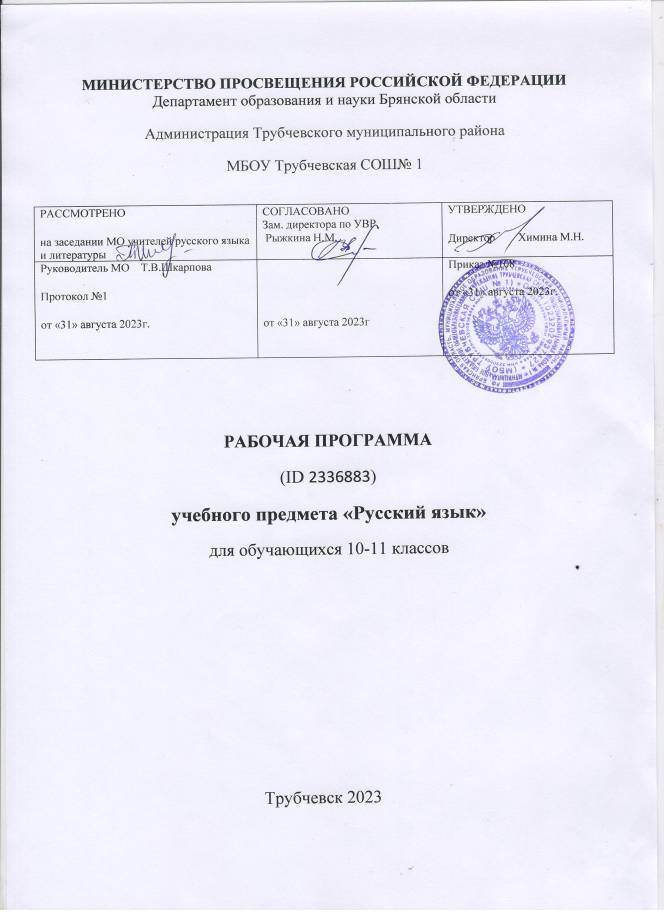 МИНИСТЕРСТВО ПРОСВЕЩЕНИЯ РОССИЙСКОЙ ФЕДЕРАЦИИ
Департамент образования и науки Брянской области
Администрация Трубчевского муниципального района
МБОУ Трубчевская СОШ№ 1
РАССМОТРЕНО
на заседании МО учителей русского языка
и литературы
Руководитель МО Т.В.Шкарпова
Протокол №1
от «31» августа 2023г.
СОГЛАСОВАНО
Зам. директора по УВР
Рыжкина Н.М.
от «31» августа 2023г
УТВЕРЖДЕНО
Директор Химина М.Н.
Приказ №168
от «31» августа 2023г.
РАБОЧАЯ ПРОГРАММА
(ID 2336883)
учебного предмета «Русский язык»
для обучающихся 10-11 классов
Трубчевск 2023